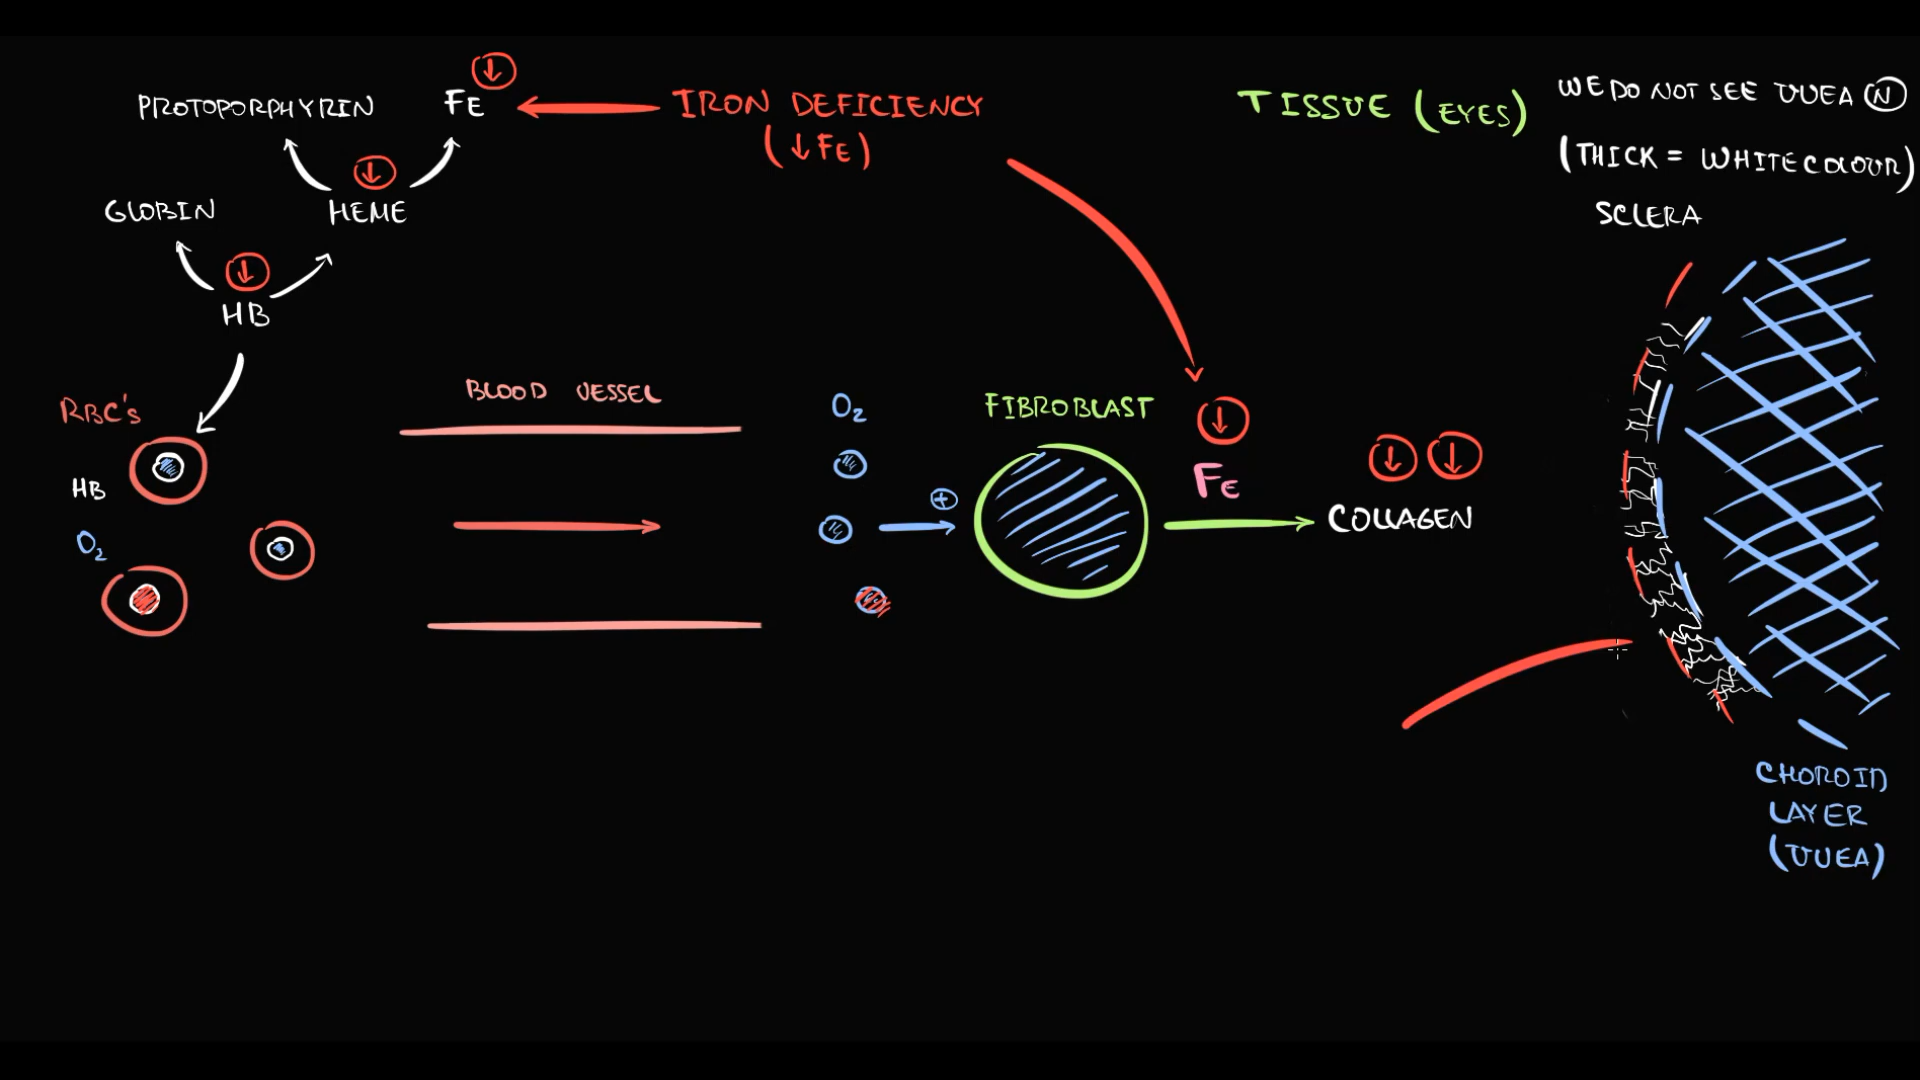 PROTOPORPHYRIN
FE
IRON DEFICIENCY
(↓FE)
TISSUE (EYES)
WE DO NOT SEE UVEA (N)
(THICK = WHITE COLOUR)
SCLERA
GLOBIN
HEME
HB
RBC's
HB
O2
BLOOD VESSEL
O2
+
FIBROBLAST
FE
COLLAGEN
CHOROID
LAYER
(UVEA)